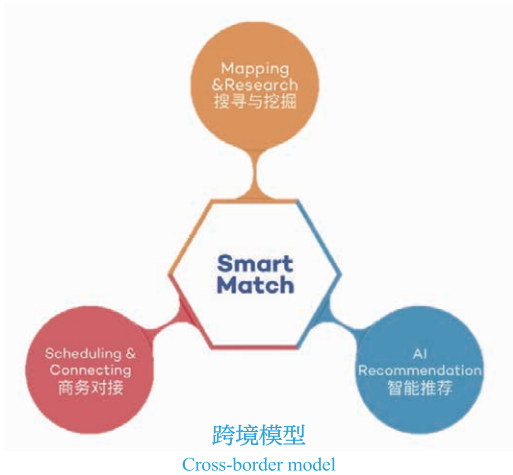 Mapping
&Research
搜寻与挖掘
Smart
Match
Scheduling &
Connecting
商务对接
AI
Recommendation
智能推荐
跨境模型
Cross-border model